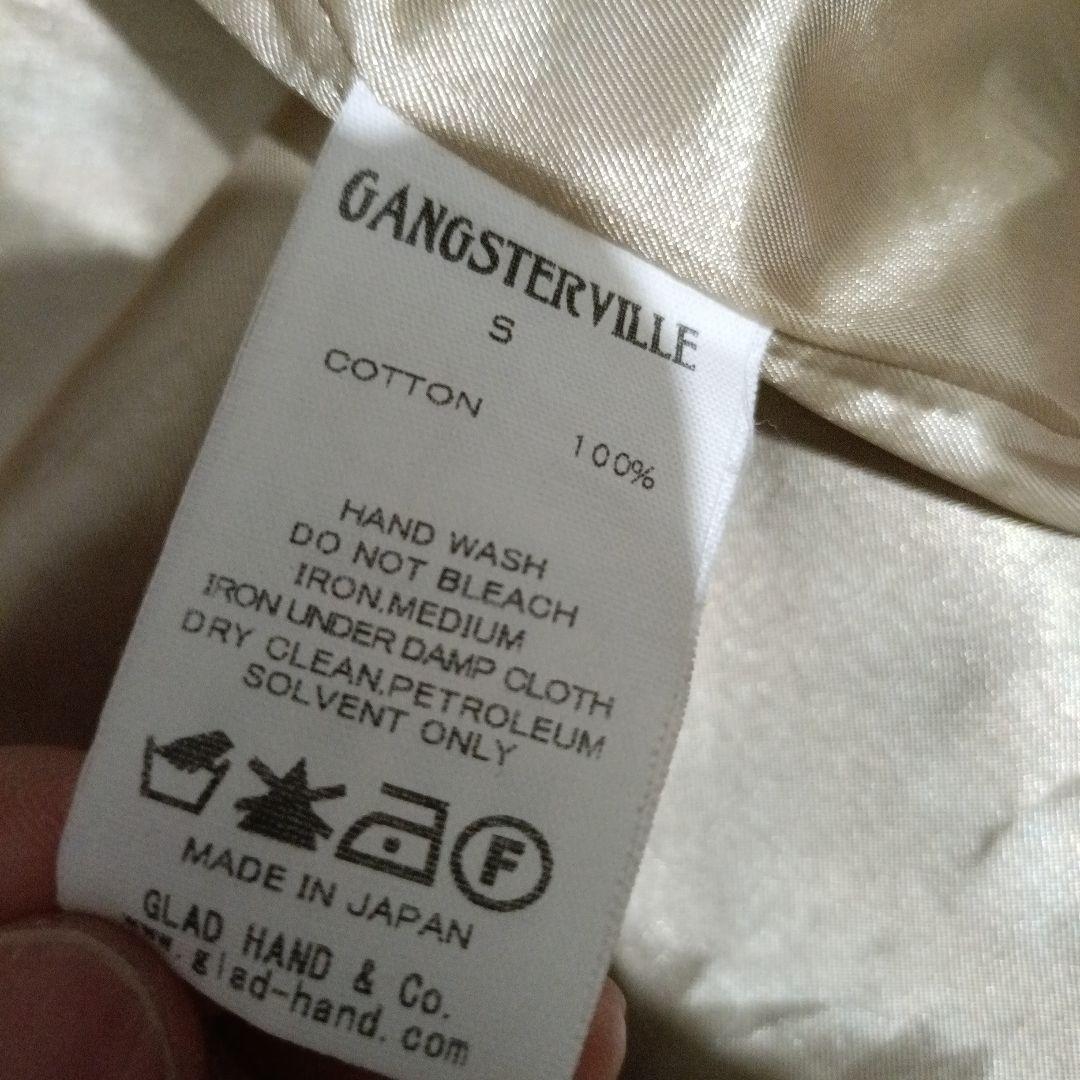 GANGSTERVILLE
S
COTTON
100%
HAND WASH
DO NOT BLEACH
IRON.MEDIUM
IRON UNDER DAMP CLOTH
DRY CLEAN.PETROLEUM
SOLVENT ONLY
F
MADE IN JAPAN
GLAD HAND & Co.
www.glad-hand.com